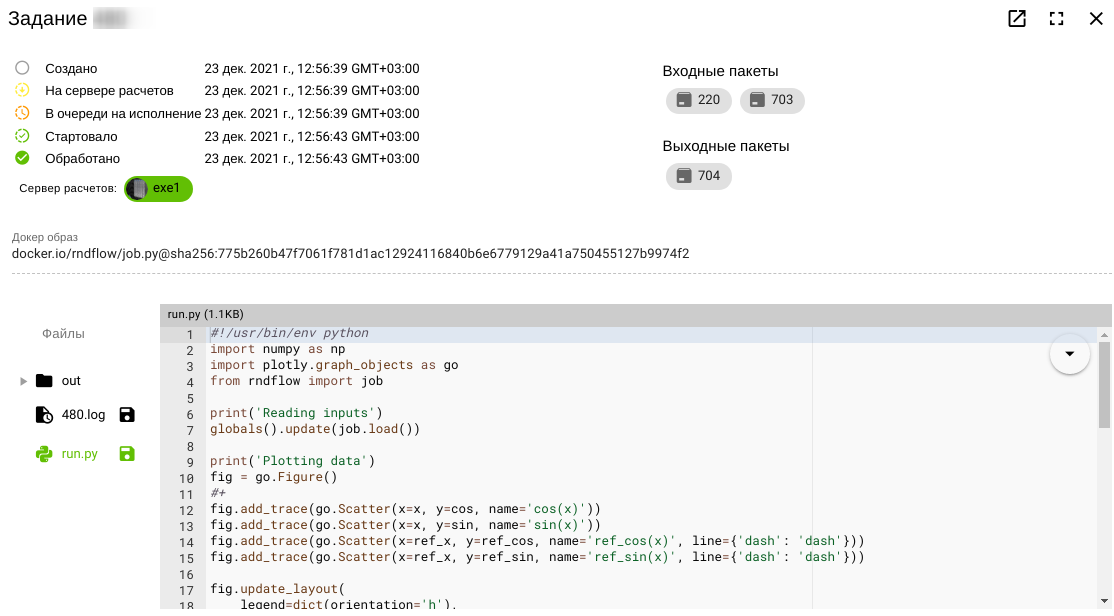 Задание
Создано 23 дек. 2021 г., 12:56:39 GMT+03:00
На сервере расчетов 23 дек. 2021 г., 12:56:39 GMT+03:00
В очереди на исполнение 23 дек. 2021 г., 12:56:39 GMT+03:00
Стартовало 23 дек. 2021 г., 12:56:43 GMT+03:00
Обработано 23 дек. 2021 г., 12:56:43 GMT+03:00
Сервер расчетов: exe1
Входные пакеты
220 703
Выходные пакеты
704
Докер образ
docker.io/rndflow/job.py@sha256:775b260b47f7061f781d1ac12924116840b6e6779129a41a750455127b9974f2
Файлы
out
480.log
run.py
run.py (1.1KB)
1 #!/usr/bin/env python
2 import numpy as np
3 import plotly.graph_objects as go
4 from rndflow import job
5
6 print('Reading inputs')
7 globals().update(job.load())
8
9 print('Plotting data')
10 fig = go.Figure()
11 #+
12 fig.add_trace(go.Scatter(x=x, y=cos, name='cos(x)'))
13 fig.add_trace(go.Scatter(x=x, y=sin, name='sin(x)'))
14 fig.add_trace(go.Scatter(x=ref_x, y=ref_cos, name='ref_cos(x)', line={'dash': 'dash'}))
15 fig.add_trace(go.Scatter(x=ref_x, y=ref_sin, name='ref_sin(x)', line={'dash': 'dash'}))
16
17 fig.update_layout(
18 legend=dict(orientation='h'),